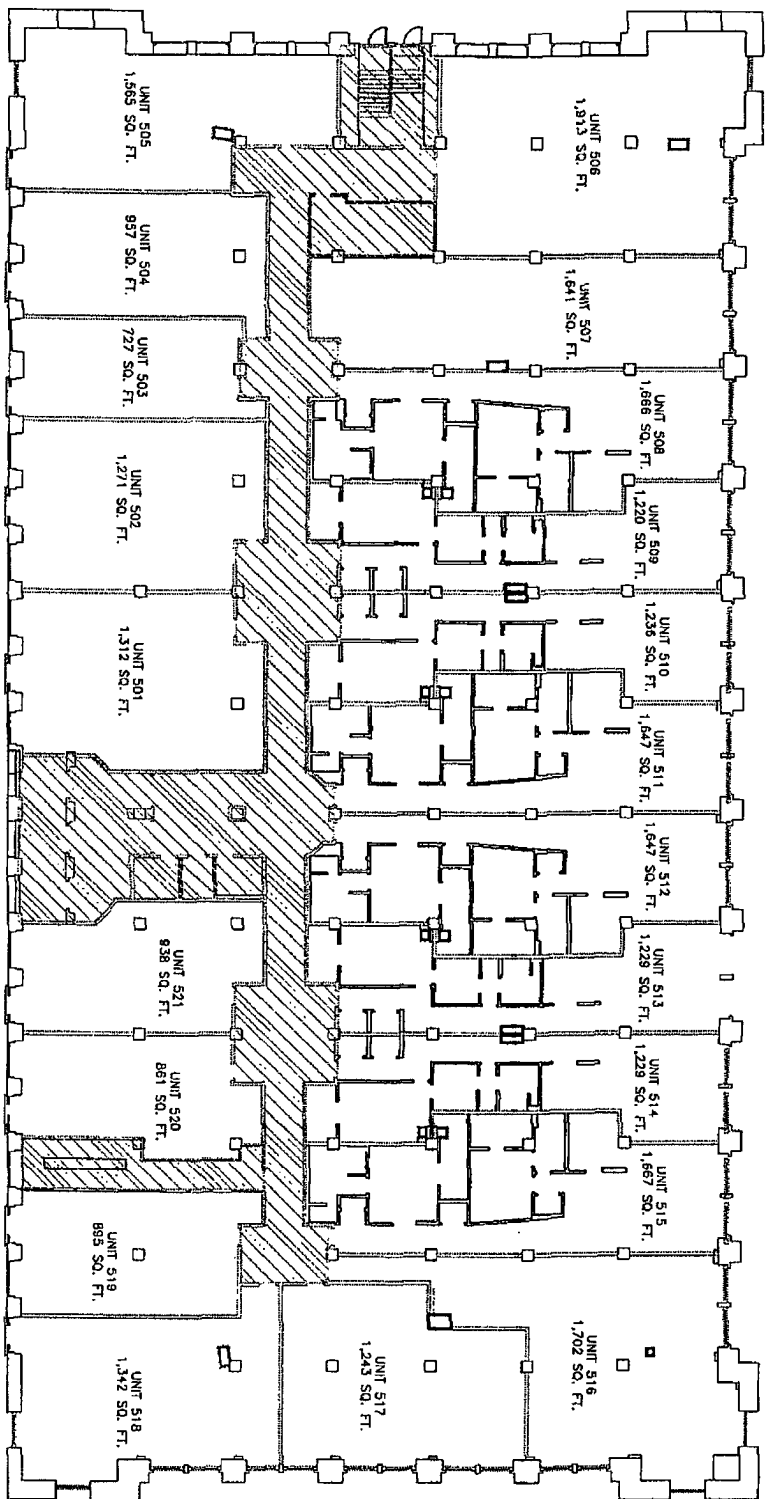 UNIT 505
1,565 SQ. FT.
UNIT 504
957 SQ. FT.
UNIT 503
727 SQ. FT.
UNIT 502
1,271 SQ. FT.
UNIT 501
1,312 SQ. FT.
UNIT 521
938 SQ. FT.
UNIT 520
861 SQ. FT.
UNIT 519
895 SQ. FT.
UNIT 518
1,342 SQ. FT.
UNIT 506
1,913 SQ. FT.
UNIT 507
1,641 SQ. FT.
UNIT 508
1,666 SQ. FT.
UNIT 509
1,220 SQ. FT.
UNIT 510
1,236 SQ. FT.
UNIT 511
1,647 SQ. FT.
UNIT 512
1,647 SQ. FT.
UNIT 513
1,229 SQ. FT.
UNIT 514
1,229 SQ. FT.
UNIT 515
1,667 SQ. FT.
UNIT 516
1,702 SQ. FT.
UNIT 517
1,243 SQ. FT.